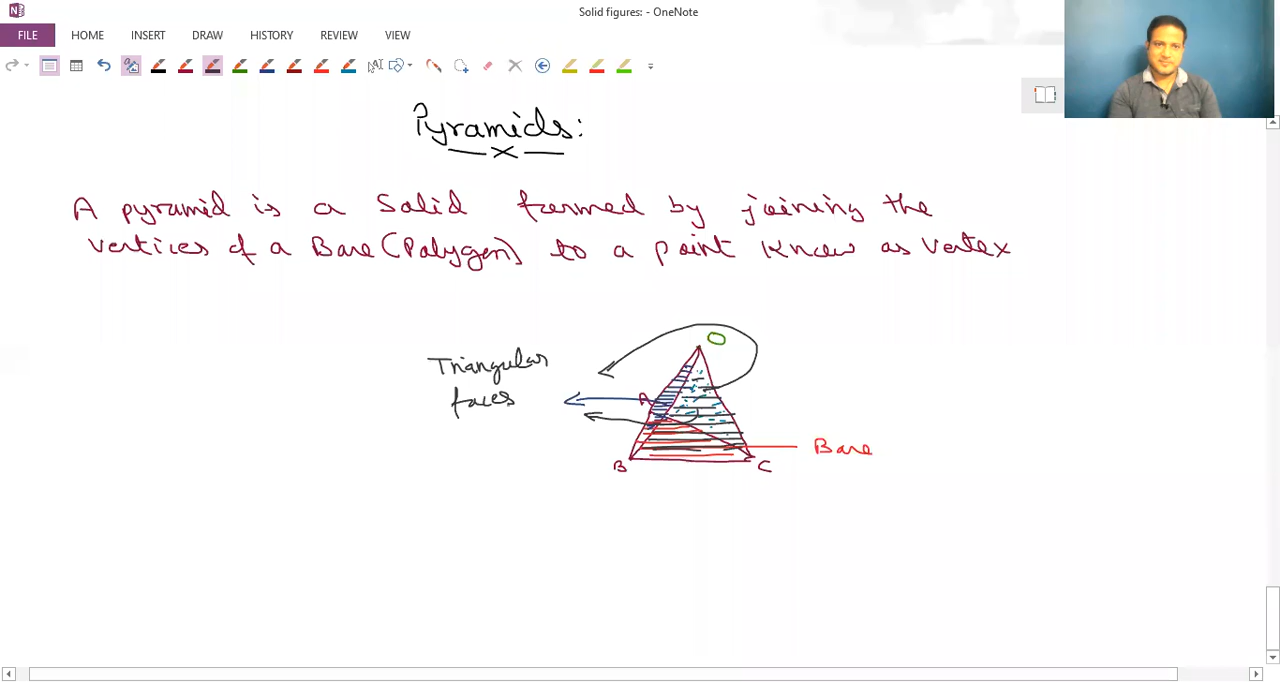 Solid figures: - OneNote
FILE HOME INSERT DRAW HISTORY REVIEW VIEW
Pyramids:
A pyramid is a Solid formed by joining the
vertices of a Base (Polygon) to a point Know as Vertex
O
Triangular
faces
A
Base
B C